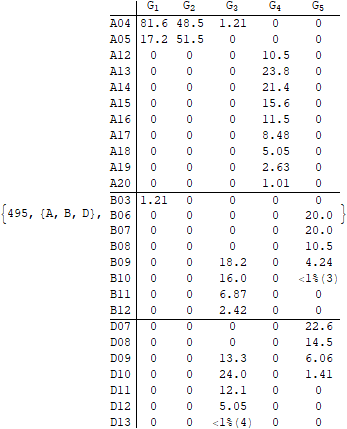 G1 G2 G3 G4 G5
A04 81.6 48.5 1.21 0 0
A05 17.2 51.5 0 0 0
A12 0 0 0 10.5 0
A13 0 0 0 23.8 0
A14 0 0 0 21.4 0
A15 0 0 0 15.6 0
A16 0 0 0 11.5 0
A17 0 0 0 8.48 0
A18 0 0 0 5.05 0
A19 0 0 0 2.63 0
A20 0 0 0 1.01 0
B03 1.21 0 0 0 0
{495, {A, B, D}, B06 0 0 0 0 20.0 }
B07 0 0 0 0 20.0
B08 0 0 0 0 10.5
B09 0 0 18.2 0 4.24
B10 0 0 16.0 0 <1%(3)
B11 0 0 6.87 0 0
B12 0 0 2.42 0 0
D07 0 0 0 0 22.6
D08 0 0 0 0 14.5
D09 0 0 13.3 0 6.06
D10 0 0 24.0 0 1.41
D11 0 0 12.1 0 0
D12 0 0 5.05 0 0
D13 0 0 <1%(4) 0 0